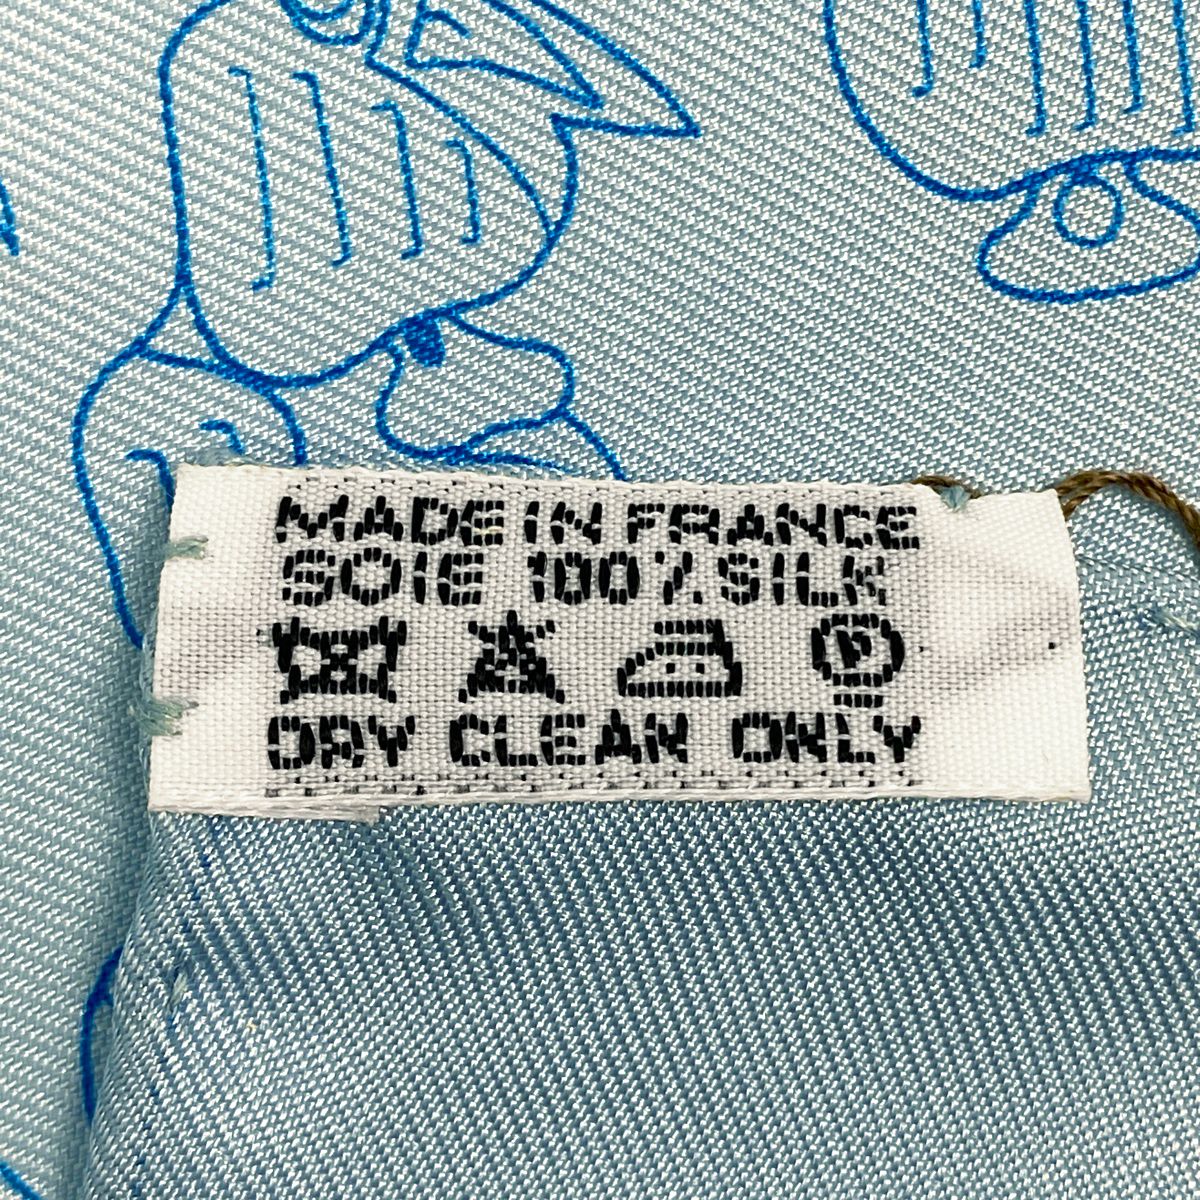 MADE IN FRANCE
SOIE 100% SILK
P
DRY CLEAN ONLY